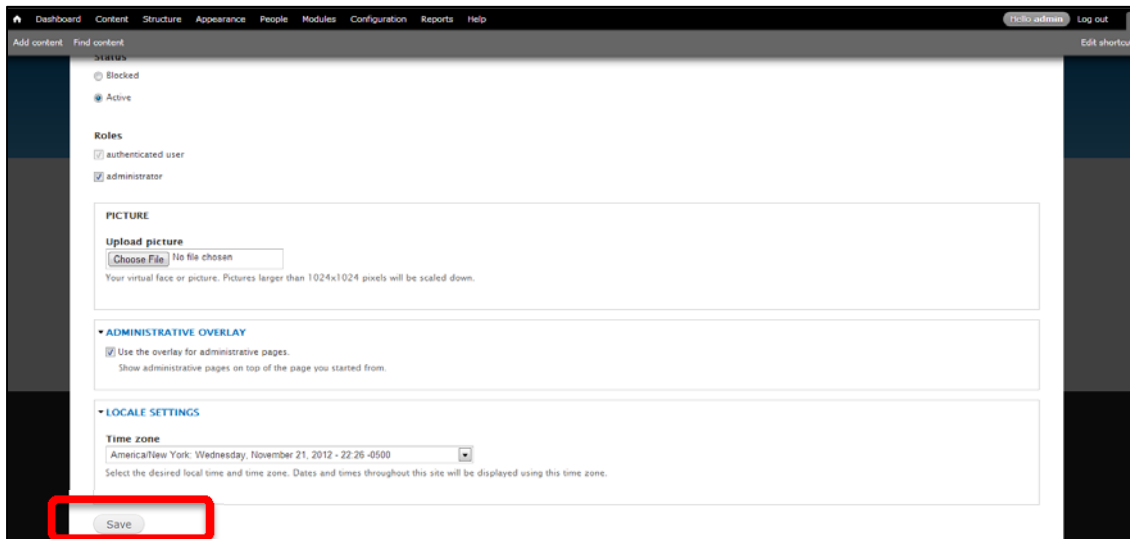 Dashboard Content Structure Appearance People Modules Configuration Reports Help Hello admin Log out
Add content Find content Edit shortcu
Status
Blocked
Active
Roles
authenticated user
administrator
PICTURE
Upload picture
Choose File No file chosen
Your virtual face or picture. Pictures larger than 1024x1024 pixels will be scaled down.
ADMINISTRATIVE OVERLAY
Use the overlay for administrative pages.
Show administrative pages on top of the page you started from.
LOCALE SETTINGS
Time zone
America/New York: Wednesday, November 21, 2012 - 22:26 -0500
Select the desired local time and time zone. Dates and times throughout this site will be displayed using this time zone.
Save